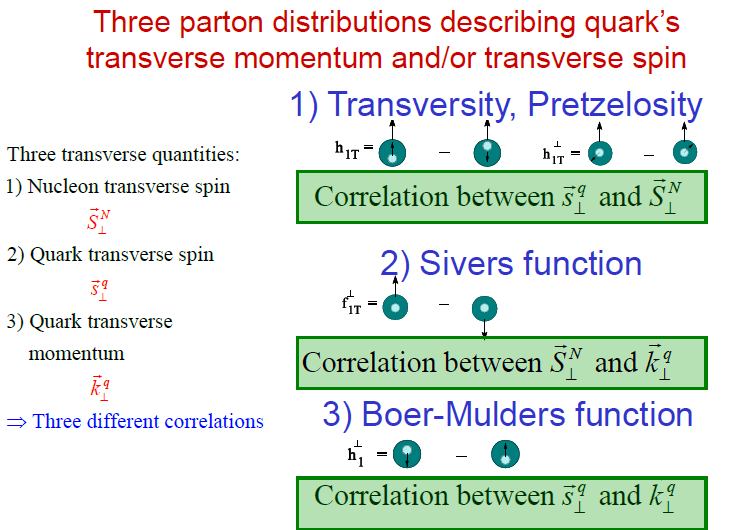 Three parton distributions describing quark's
transverse momentum and/or transverse spin
Three transverse quantities:
1) Nucleon transverse spin
$\vec{S}_\perp^N$
2) Quark transverse spin
$\vec{s}_\perp^q$
3) Quark transverse
momentum
$\vec{k}_\perp^q$
⇒ Three different correlations
1) Transversity, Pretzelosity
$h_{1T}$ = − $h_{1T}^\perp$ = −
Correlation between $\vec{s}_\perp^q$ and $\vec{S}_\perp^N$
2) Sivers function
$f_{1T}^\perp$ = −
Correlation between $\vec{S}_\perp^N$ and $\vec{k}_\perp^q$
3) Boer-Mulders function
$h_1^\perp$ = −
Correlation between $\vec{s}_\perp^q$ and $k_\perp^q$